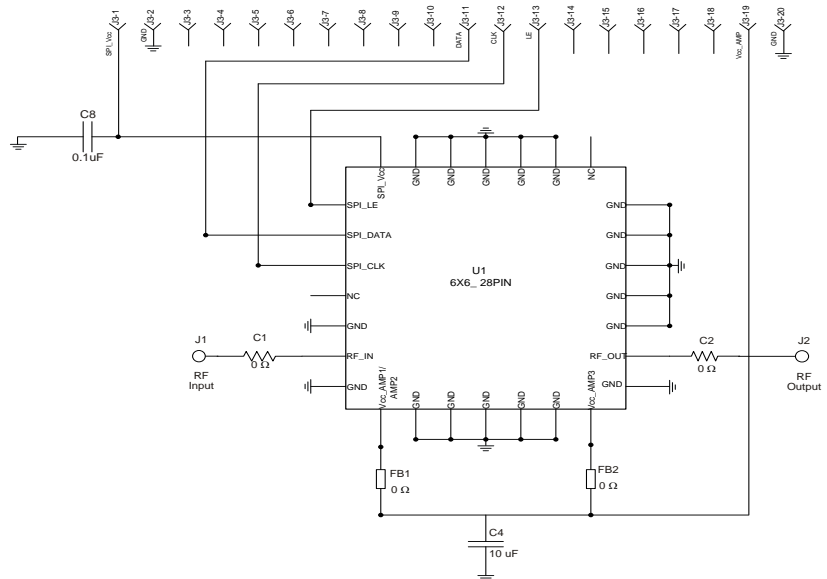 J3-1
J3-2
J3-3
J3-4
J3-5
J3-6
J3-7
J3-8
J3-9
J3-10
J3-11
J3-12
J3-13
J3-14
J3-15
J3-16
J3-17
J3-18
J3-19
J3-20
SPI_Vcc
GND
DATA
CLK
LE
Vcc_AMP
GND
C8
0.1uF
SPI_Vcc
GND
GND
GND
GND
GND
NC
SPI_LE
GND
SPI_DATA
GND
SPI_CLK
GND
U1
6X6_ 28PIN
NC
GND
GND
GND
J1
C1
RF_IN
RF_OUT
C2
J2
0 Ω
0 Ω
RF
Input
RF
Output
GND
GND
Vcc_AMP1/
AMP2
GND
GND
GND
GND
GND
Vcc_AMP3
FB1
0 Ω
FB2
0 Ω
C4
10 uF